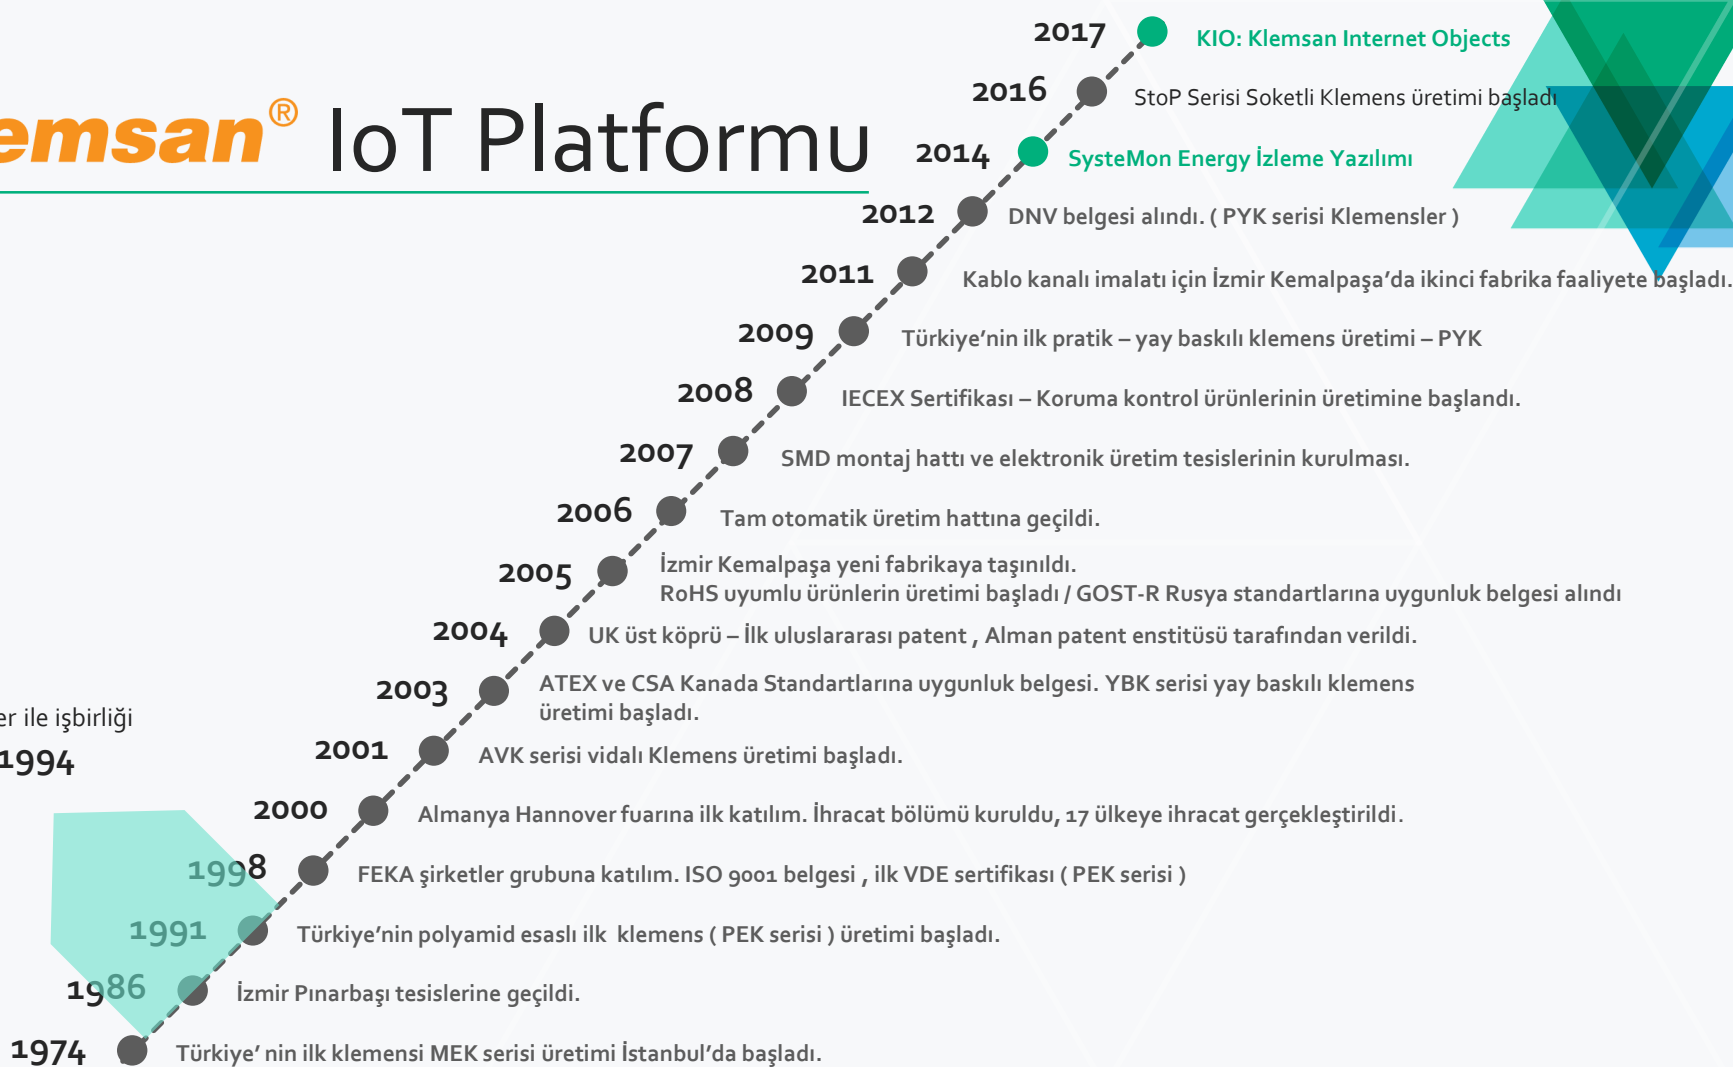 2017 KIO: Klemsan Internet Objects
2016 StoP Serisi Soketli Klemens üretimi başladı
emsan® IoT Platformu
2014 SysteMon Energy İzleme Yazılımı
2012 DNV belgesi alındı. ( PYK serisi Klemensler )
2011 Kablo kanalı imalatı için İzmir Kemalpaşa’da ikinci fabrika faaliyete başladı.
2009 Türkiye’nin ilk pratik – yay baskılı klemens üretimi – PYK
2008 IECEX Sertifikası – Koruma kontrol ürünlerinin üretimine başlandı.
2007 SMD montaj hattı ve elektronik üretim tesislerinin kurulması.
2006 Tam otomatik üretim hattına geçildi.
2005 İzmir Kemalpaşa yeni fabrikaya taşınıldı.
RoHS uyumlu ürünlerin üretimi başladı / GOST-R Rusya standartlarına uygunluk belgesi alındı
2004 UK üst köprü – İlk uluslararası patent , Alman patent enstitüsü tarafından verildi.
2003 ATEX ve CSA Kanada Standartlarına uygunluk belgesi. YBK serisi yay baskılı klemens
üretimi başladı.
er ile işbirliği
1994
2001 AVK serisi vidalı Klemens üretimi başladı.
2000 Almanya Hannover fuarına ilk katılım. İhracat bölümü kuruldu, 17 ülkeye ihracat gerçekleştirildi.
1998 FEKA şirketler grubuna katılım. ISO 9001 belgesi , ilk VDE sertifikası ( PEK serisi )
1991 Türkiye’nin polyamid esaslı ilk klemens ( PEK serisi ) üretimi başladı.
1986 İzmir Pınarbaşı tesislerine geçildi.
1974 Türkiye’ nin ilk klemensi MEK serisi üretimi İstanbul’da başladı.